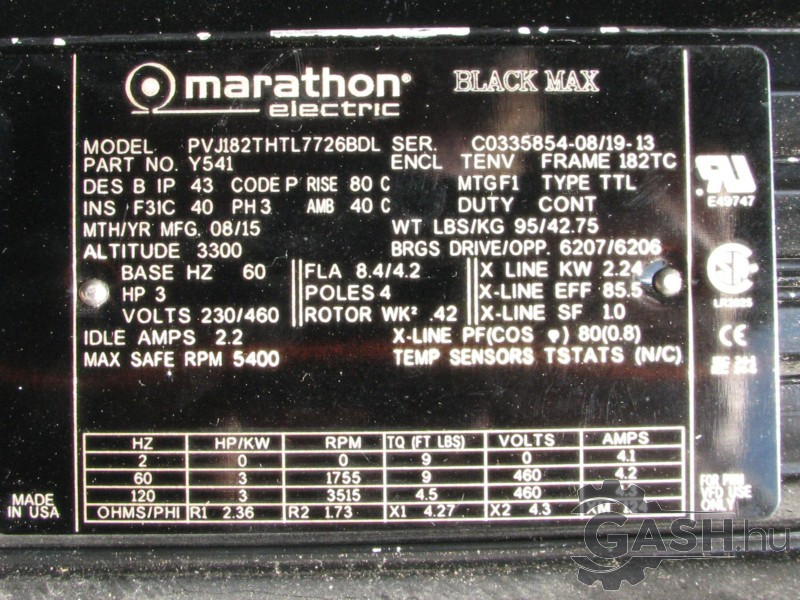 marathon® BLACK MAX
electric
MODEL PVJ182THTL7726BDL SER. C0335854-08/19-13
PART NO. Y541 ENCL TENV FRAME 182TC
DES B IP 43 CODE P RISE 80 C MTG F1 TYPE TTL
INS F31C 40 PH 3 AMB 40 C DUTY CONT
MTH/YR MFG. 08/15 WT LBS/KG 95/42.75
ALTITUDE 3300 BRGS DRIVE/OPP. 6207/6206
BASE HZ 60 FLA 8.4/4.2 X LINE KW 2.24
HP 3 POLES 4 X-LINE EFF 85.5
VOLTS 230/460 ROTOR WK² .42 X-LINE SF 1.0
IDLE AMPS 2.2 X-LINE PF(COS φ) 80(0.8)
MAX SAFE RPM 5400 TEMP SENSORS TSTATS (N/C)
E49747
CE
HZ HP/KW RPM TQ (FT LBS) VOLTS AMPS
2 0 0 9 0 4.1
60 3 1755 9 460 4.2
120 3 3515 4.5 460
OHMS/PHI R1 2.36 R2 1.73 X1 4.27 X2 4.3
MADE
IN USA
FOR PWM
VFD USE
ONLY
GASH.hu